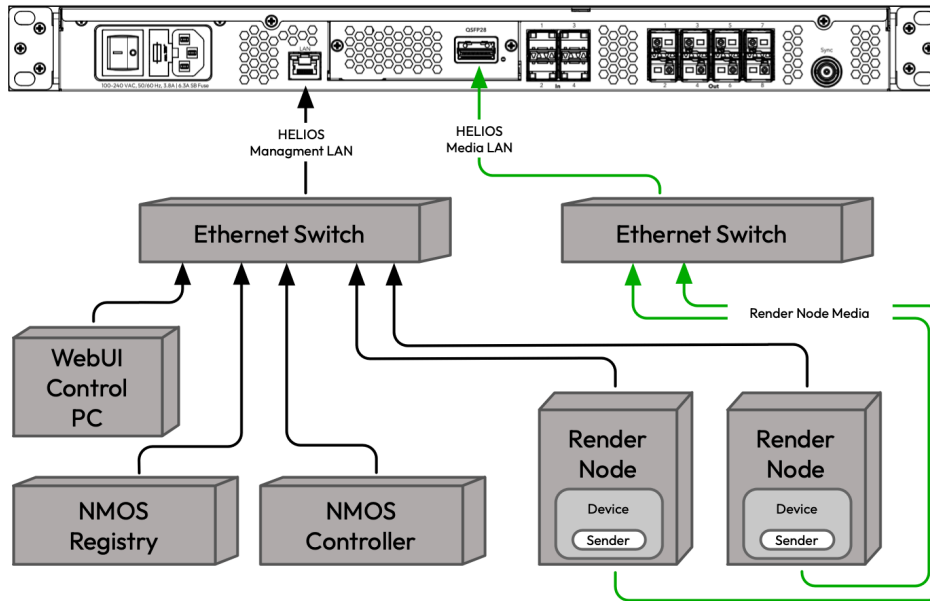 LAN
QSFP28
1 3
2 In 4
1 3 5 7
2 4 Out 6 8
Sync
100-240 VAC, 50/60 Hz, 3.8A | 6.3A SB Fuse
HELIOS
Managment LAN
HELIOS
Media LAN
Ethernet Switch
Ethernet Switch
Render Node Media
WebUI
Control
PC
NMOS
Registry
NMOS
Controller
Render
Node
Device
Sender
Render
Node
Device
Sender